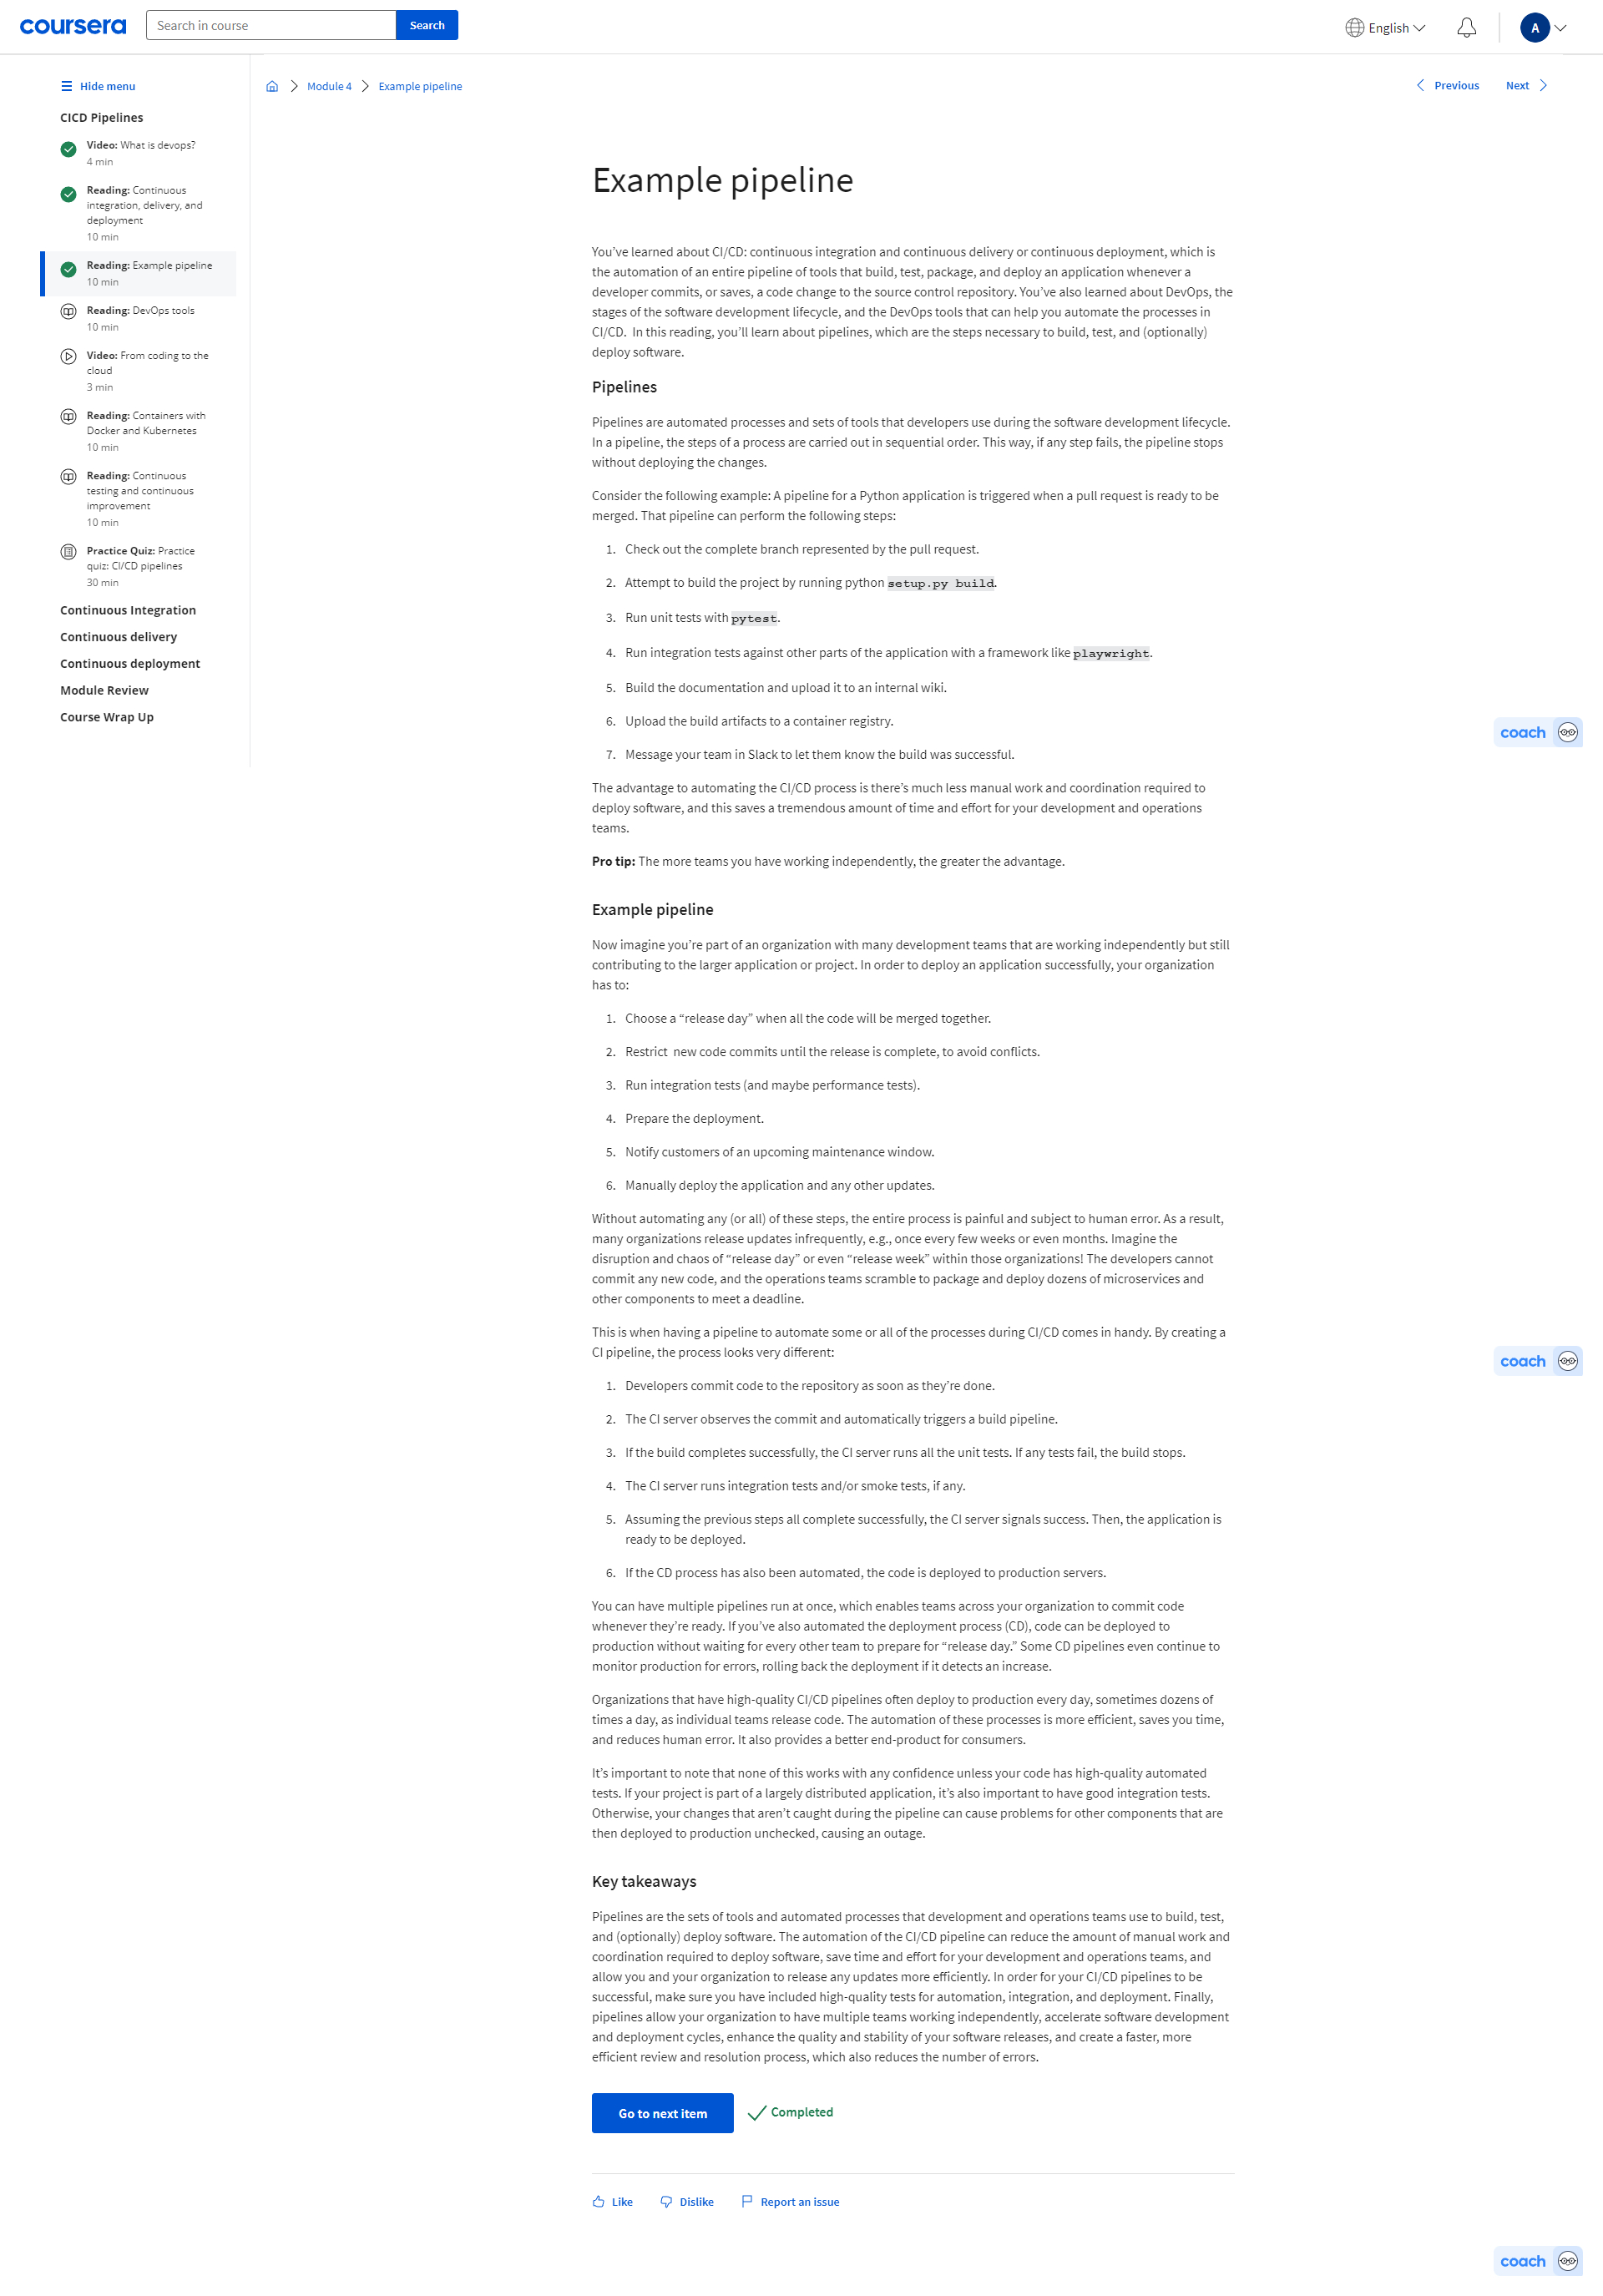 coursera
Search in course
Search
English
A
Hide menu
CICD Pipelines
Video: What is devops?
4 min
Reading: Continuous
integration, delivery, and
deployment
10 min
Reading: Example pipeline
10 min
Reading: DevOps tools
10 min
Video: From coding to the
cloud
3 min
Reading: Containers with
Docker and Kubernetes
10 min
Reading: Continuous
testing and continuous
improvement
10 min
Practice Quiz: Practice
quiz: CI/CD pipelines
30 min
Continuous Integration
Continuous delivery
Continuous deployment
Module Review
Course Wrap Up
Module 4
Example pipeline
Previous
Next
Example pipeline
You’ve learned about CI/CD: continuous integration and continuous delivery or continuous deployment, which is
the automation of an entire pipeline of tools that build, test, package, and deploy an application whenever a
developer commits, or saves, a code change to the source control repository. You’ve also learned about DevOps, the
stages of the software development lifecycle, and the DevOps tools that can help you automate the processes in
CI/CD.  In this reading, you’ll learn about pipelines, which are the steps necessary to build, test, and (optionally)
deploy software.
Pipelines
Pipelines are automated processes and sets of tools that developers use during the software development lifecycle.
In a pipeline, the steps of a process are carried out in sequential order. This way, if any step fails, the pipeline stops
without deploying the changes.
Consider the following example: A pipeline for a Python application is triggered when a pull request is ready to be
merged. That pipeline can perform the following steps:
1. Check out the complete branch represented by the pull request.
2. Attempt to build the project by running python setup.py build.
3. Run unit tests with pytest.
4. Run integration tests against other parts of the application with a framework like playwright.
5. Build the documentation and upload it to an internal wiki.
6. Upload the build artifacts to a container registry.
7. Message your team in Slack to let them know the build was successful.
coach
The advantage to automating the CI/CD process is there’s much less manual work and coordination required to
deploy software, and this saves a tremendous amount of time and effort for your development and operations
teams.
Pro tip: The more teams you have working independently, the greater the advantage.
Example pipeline
Now imagine you’re part of an organization with many development teams that are working independently but still
contributing to the larger application or project. In order to deploy an application successfully, your organization
has to:
1. Choose a “release day” when all the code will be merged together.
2. Restrict  new code commits until the release is complete, to avoid conflicts.
3. Run integration tests (and maybe performance tests).
4. Prepare the deployment.
5. Notify customers of an upcoming maintenance window.
6. Manually deploy the application and any other updates.
Without automating any (or all) of these steps, the entire process is painful and subject to human error. As a result,
many organizations release updates infrequently, e.g., once every few weeks or even months. Imagine the
disruption and chaos of “release day” or even “release week” within those organizations! The developers cannot
commit any new code, and the operations teams scramble to package and deploy dozens of microservices and
other components to meet a deadline.
This is when having a pipeline to automate some or all of the processes during CI/CD comes in handy. By creating a
CI pipeline, the process looks very different:
coach
1. Developers commit code to the repository as soon as they’re done.
2. The CI server observes the commit and automatically triggers a build pipeline.
3. If the build completes successfully, the CI server runs all the unit tests. If any tests fail, the build stops.
4. The CI server runs integration tests and/or smoke tests, if any.
5. Assuming the previous steps all complete successfully, the CI server signals success. Then, the application is
ready to be deployed.
6. If the CD process has also been automated, the code is deployed to production servers.
You can have multiple pipelines run at once, which enables teams across your organization to commit code
whenever they’re ready. If you’ve also automated the deployment process (CD), code can be deployed to
production without waiting for every other team to prepare for “release day.” Some CD pipelines even continue to
monitor production for errors, rolling back the deployment if it detects an increase.
Organizations that have high-quality CI/CD pipelines often deploy to production every day, sometimes dozens of
times a day, as individual teams release code. The automation of these processes is more efficient, saves you time,
and reduces human error. It also provides a better end-product for consumers.
It’s important to note that none of this works with any confidence unless your code has high-quality automated
tests. If your project is part of a largely distributed application, it’s also important to have good integration tests.
Otherwise, your changes that aren’t caught during the pipeline can cause problems for other components that are
then deployed to production unchecked, causing an outage.
Key takeaways
Pipelines are the sets of tools and automated processes that development and operations teams use to build, test,
and (optionally) deploy software. The automation of the CI/CD pipeline can reduce the amount of manual work and
coordination required to deploy software, save time and effort for your development and operations teams, and
allow you and your organization to release any updates more efficiently. In order for your CI/CD pipelines to be
successful, make sure you have included high-quality tests for automation, integration, and deployment. Finally,
pipelines allow your organization to have multiple teams working independently, accelerate software development
and deployment cycles, enhance the quality and stability of your software releases, and create a faster, more
efficient review and resolution process, which also reduces the number of errors.
Go to next item
Completed
Like
Dislike
Report an issue
coach